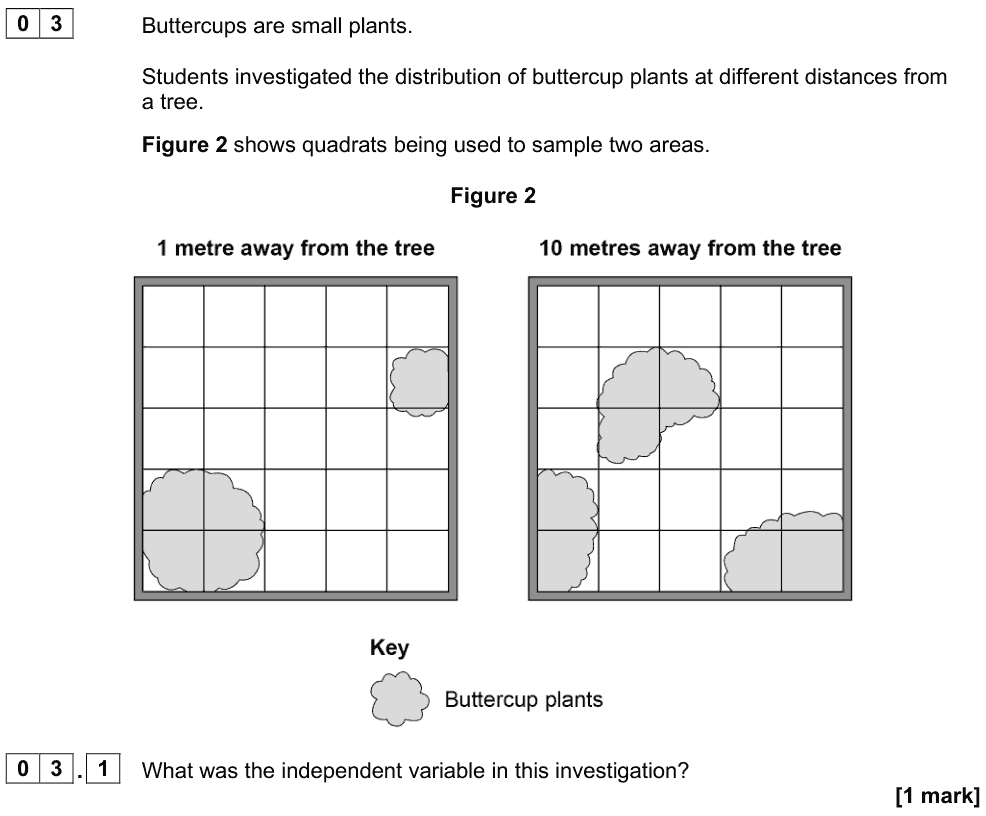 0 3 Buttercups are small plants.
Students investigated the distribution of buttercup plants at different distances from
a tree.
Figure 2 shows quadrats being used to sample two areas.
Figure 2
1 metre away from the tree
10 metres away from the tree
Key
Buttercup plants
0 3 . 1 What was the independent variable in this investigation?
[1 mark]